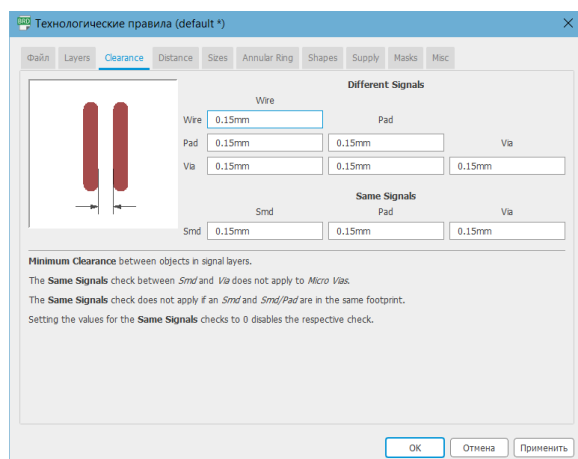 BRD Технологические правила (default *)
Файл Layers Clearance Distance Sizes Annular Ring Shapes Supply Masks Misc
Different Signals
Wire
Wire 0.15mm Pad
Pad 0.15mm 0.15mm Via
Via 0.15mm 0.15mm 0.15mm
Same Signals
Smd Pad Via
Smd 0.15mm 0.15mm 0.15mm
Minimum Clearance between objects in signal layers.
The Same Signals check between Smd and Via does not apply to Micro Vias.
The Same Signals check does not apply if an Smd and Smd/Pad are in the same footprint.
Setting the values for the Same Signals checks to 0 disables the respective check.
OK Отмена Применить